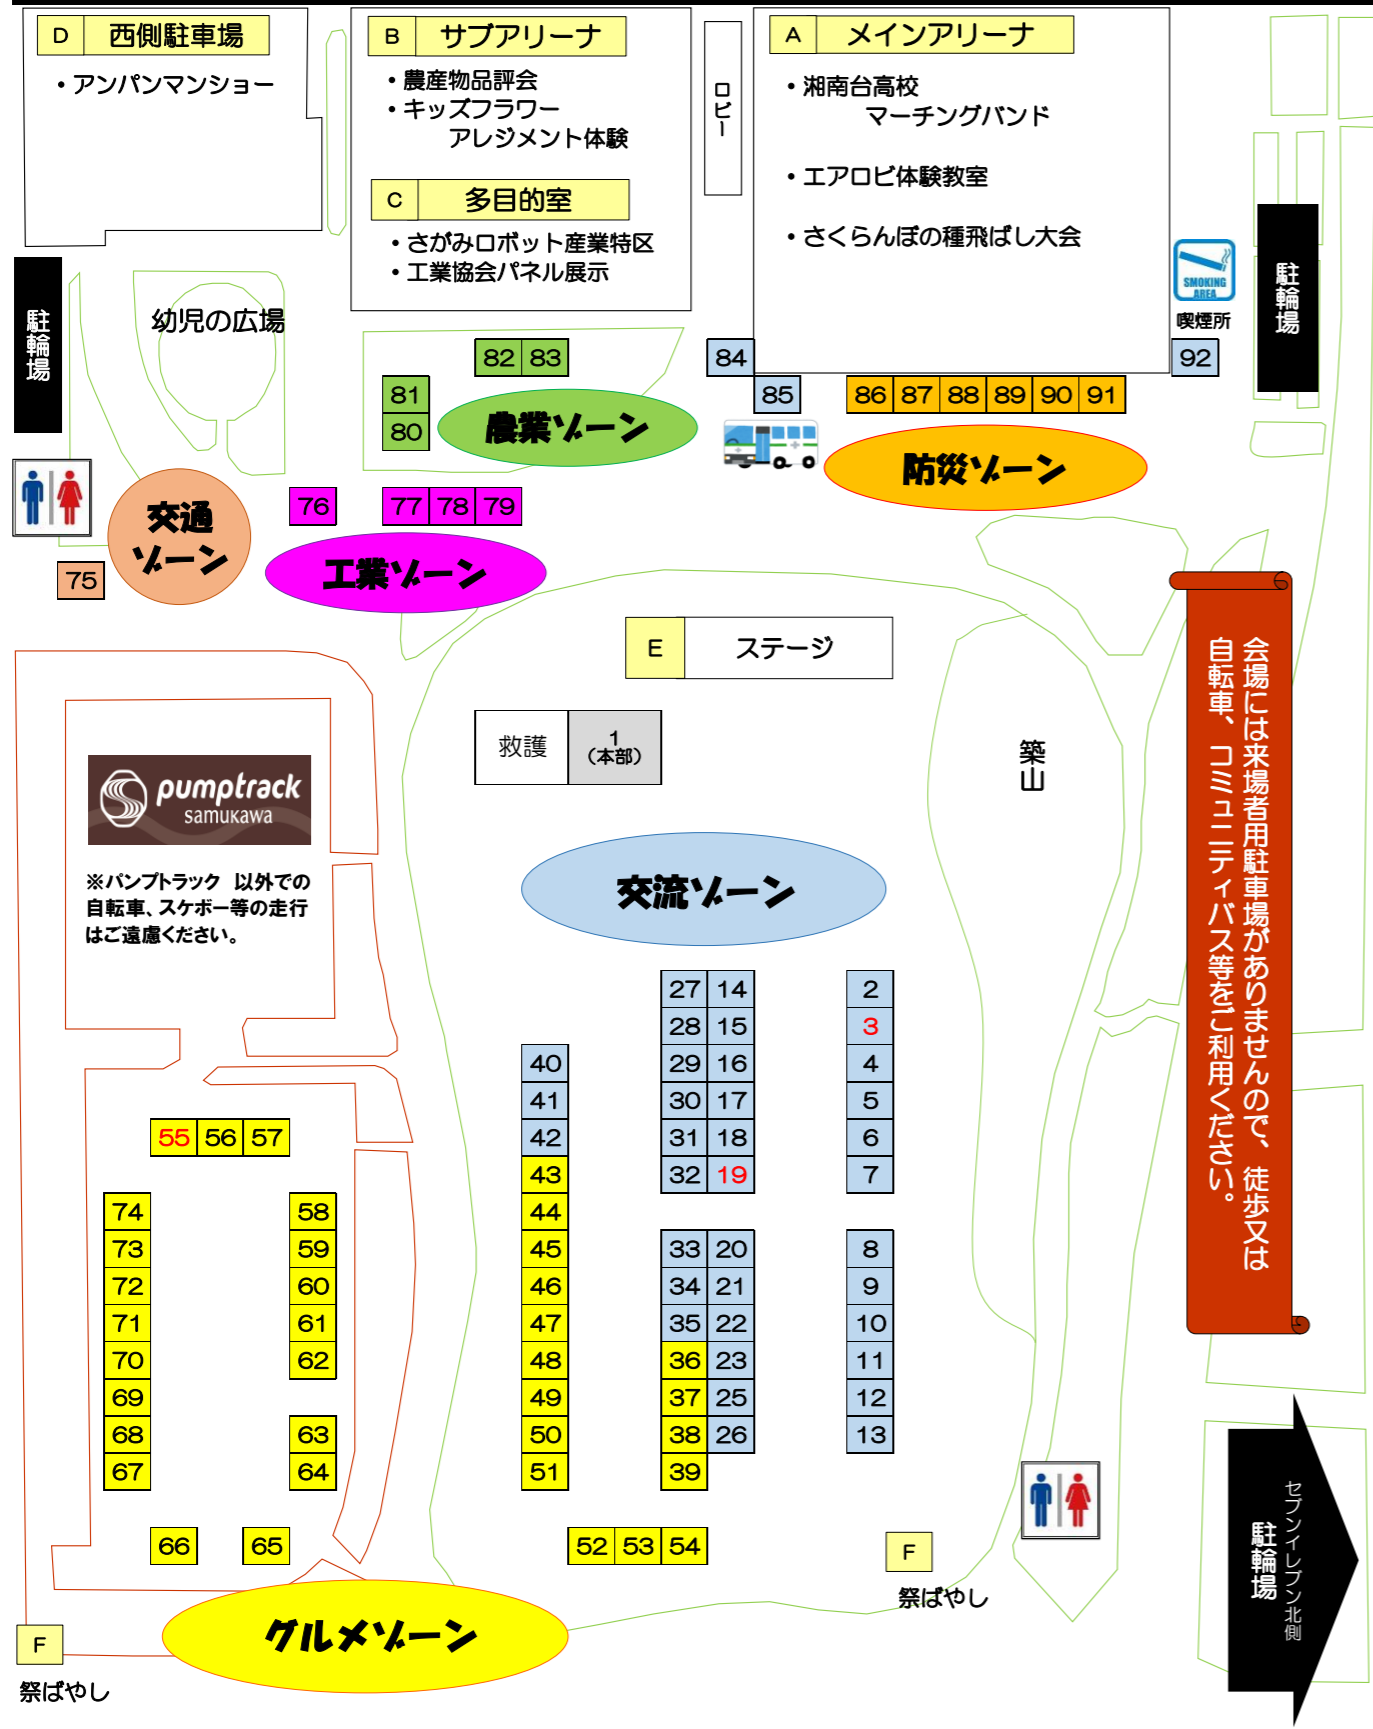 D 西側駐車場
・アンパンマンショー
B サブアリーナ
・農産物品評会
・キッズフラワー
アレジメント体験
C 多目的室
・さがみロボット産業特区
・工業協会パネル展示
ロビー
A メインアリーナ
・湘南台高校
マーチングバンド
・エアロビ体験教室
・さくらんぼの種飛ばし大会
SMOKING
AREA
喫煙所
駐輪場
駐輪場
幼児の広場
82 83
81
80
農業ゾーン
84
85
86 87 88 89 90 91
92
防災ゾーン
交通
ゾーン
75
76
77 78 79
工業ゾーン
E ステージ
救護
1
(本部)
築山
会場には来場者用駐車場がありませんので、徒歩又は
自転車、コミュニティバス等をご利用ください。
pumptrack
samukawa
※パンプトラック 以外での
自転車、スケボー等の走行
はご遠慮ください。
交流ゾーン
27 14
28 15
29 16
30 17
31 18
32 19
33 20
34 21
35 22
36 23
37 25
38 26
39
2
3
4
5
6
7
8
9
10
11
12
13
40
41
42
43
44
45
46
47
48
49
50
51
52 53 54
55 56 57
74
73
72
71
70
69
68
67
58
59
60
61
62
63
64
66
65
グルメゾーン
F
祭ばやし
F
祭ばやし
セブンイレブン北側
駐輪場